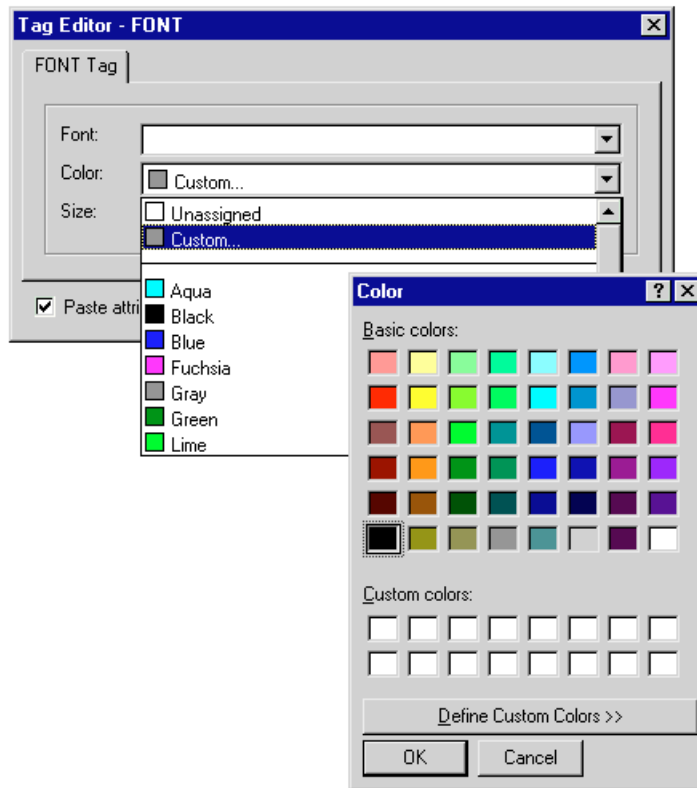 Tag Editor - FONT
FONT Tag
Font:
Color:
Custom...
Size:
Unassigned
Custom...
Aqua
Black
Blue
Fuchsia
Gray
Green
Lime
Paste attri
Color
Basic colors:
Custom colors:
Define Custom Colors >>
OK
Cancel